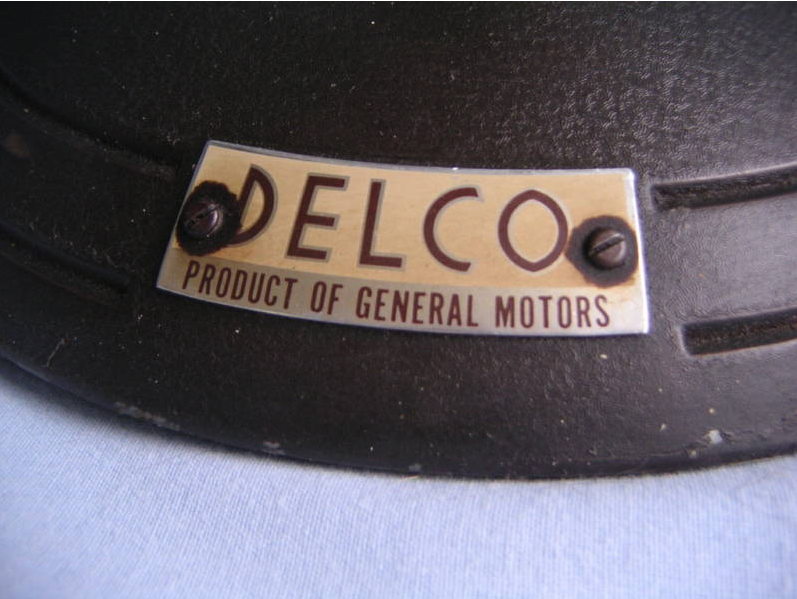 DELCO
PRODUCT OF GENERAL MOTORS